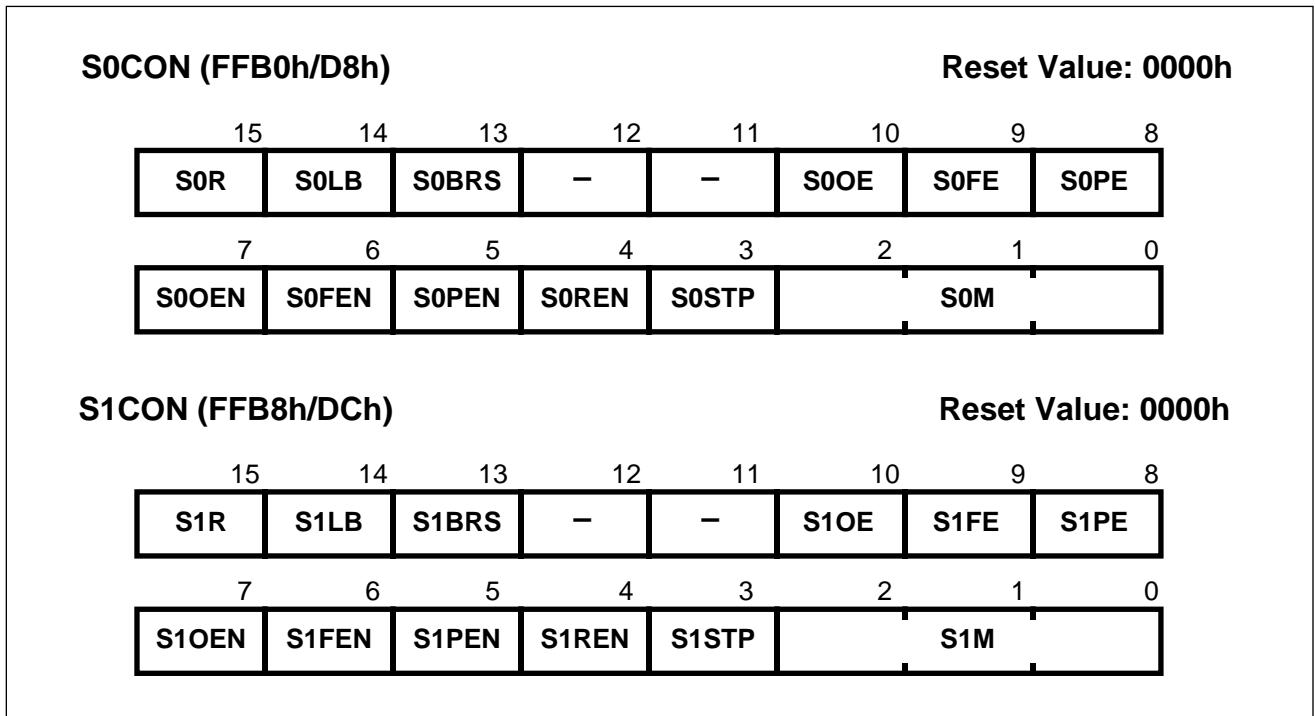 S0CON (FFB0h/D8h) Reset Value: 0000h
15 14 13 12 11 10 9 8
S0R S0LB S0BRS – – S0OE S0FE S0PE
7 6 5 4 3 2 1 0
S0OEN S0FEN S0PEN S0REN S0STP S0M
S1CON (FFB8h/DCh) Reset Value: 0000h
15 14 13 12 11 10 9 8
S1R S1LB S1BRS – – S1OE S1FE S1PE
7 6 5 4 3 2 1 0
S1OEN S1FEN S1PEN S1REN S1STP S1M